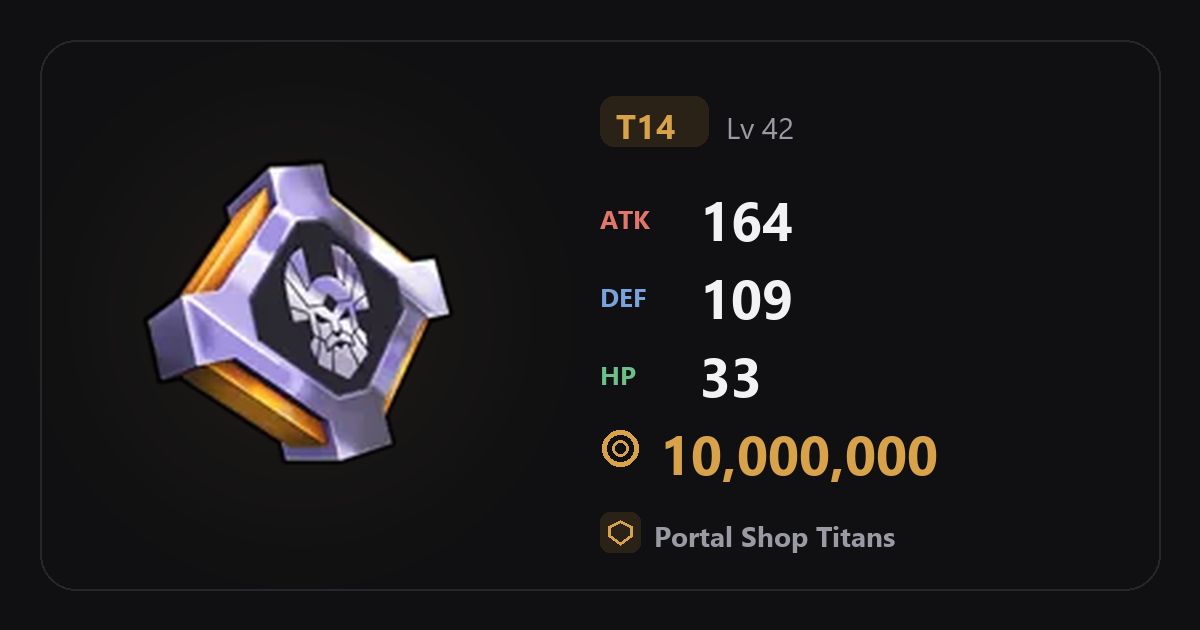 T14 Lv 42
ATK 164
DEF 109
HP 33
10,000,000
Portal Shop Titans